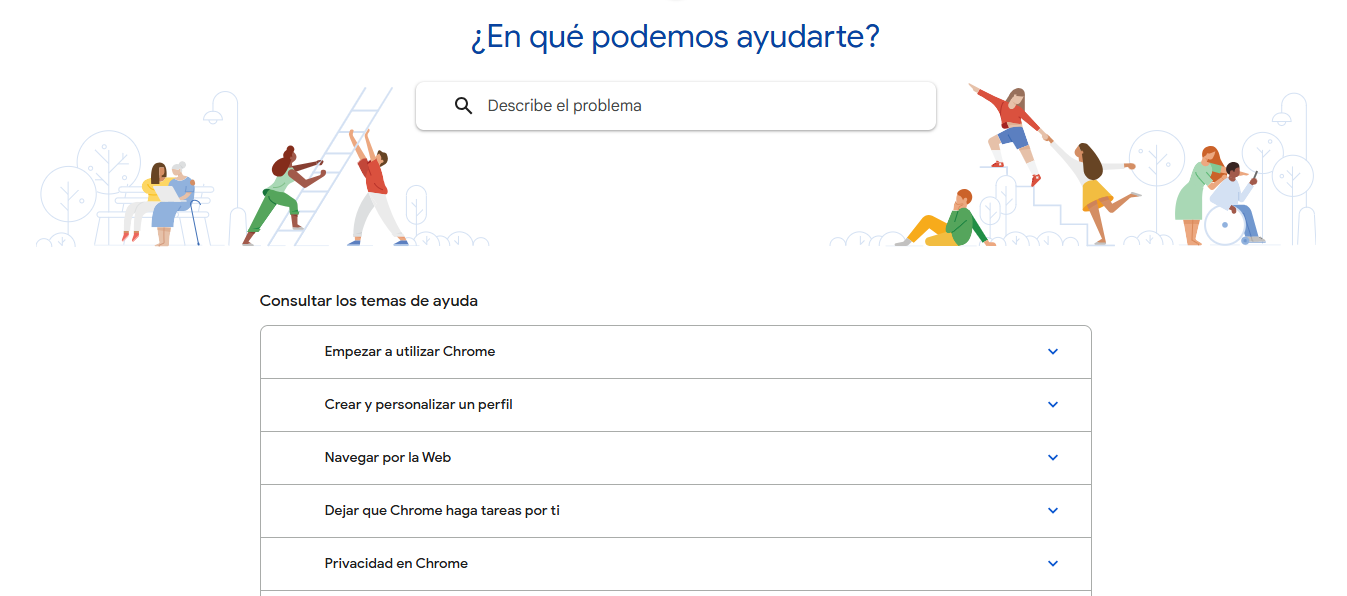 ¿En qué podemos ayudarte?
Describe el problema
Consultar los temas de ayuda
Empezar a utilizar Chrome
Crear y personalizar un perfil
Navegar por la Web
Dejar que Chrome haga tareas por ti
Privacidad en Chrome